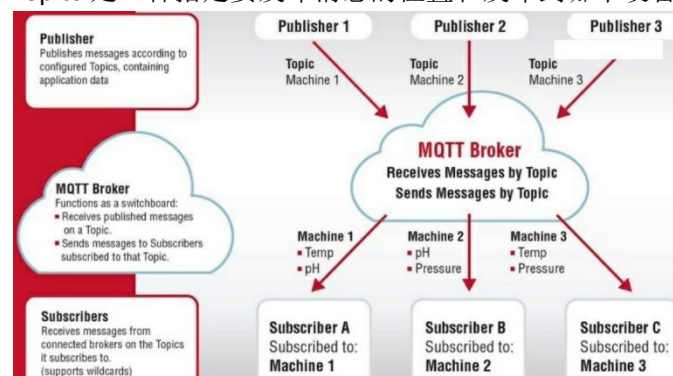 Publisher
Publishes messages according to
configured Topics, containing
application data
MQTT Broker
Functions as a switchboard:
▪ Receives published messages
on a Topic.
▪ Sends messages to Subscribers
subscribed to that Topic.
Subscribers
Receives messages from
connected brokers on the Topics
it subscribes to.
(supports wildcards)
Publisher 1
Publisher 2
Publisher 3
Topic
Machine 1
Topic
Machine 2
Topic
Machine 3
MQTT Broker
Receives Messages by Topic
Sends Messages by Topic
Machine 1
▪ Temp
▪ pH
Machine 2
▪ pH
▪ Pressure
Machine 3
▪ Temp
▪ Pressure
Subscriber A
Subscribed to:
Machine 1
Subscriber B
Subscribed to:
Machine 2
Subscriber C
Subscribed to:
Machine 3